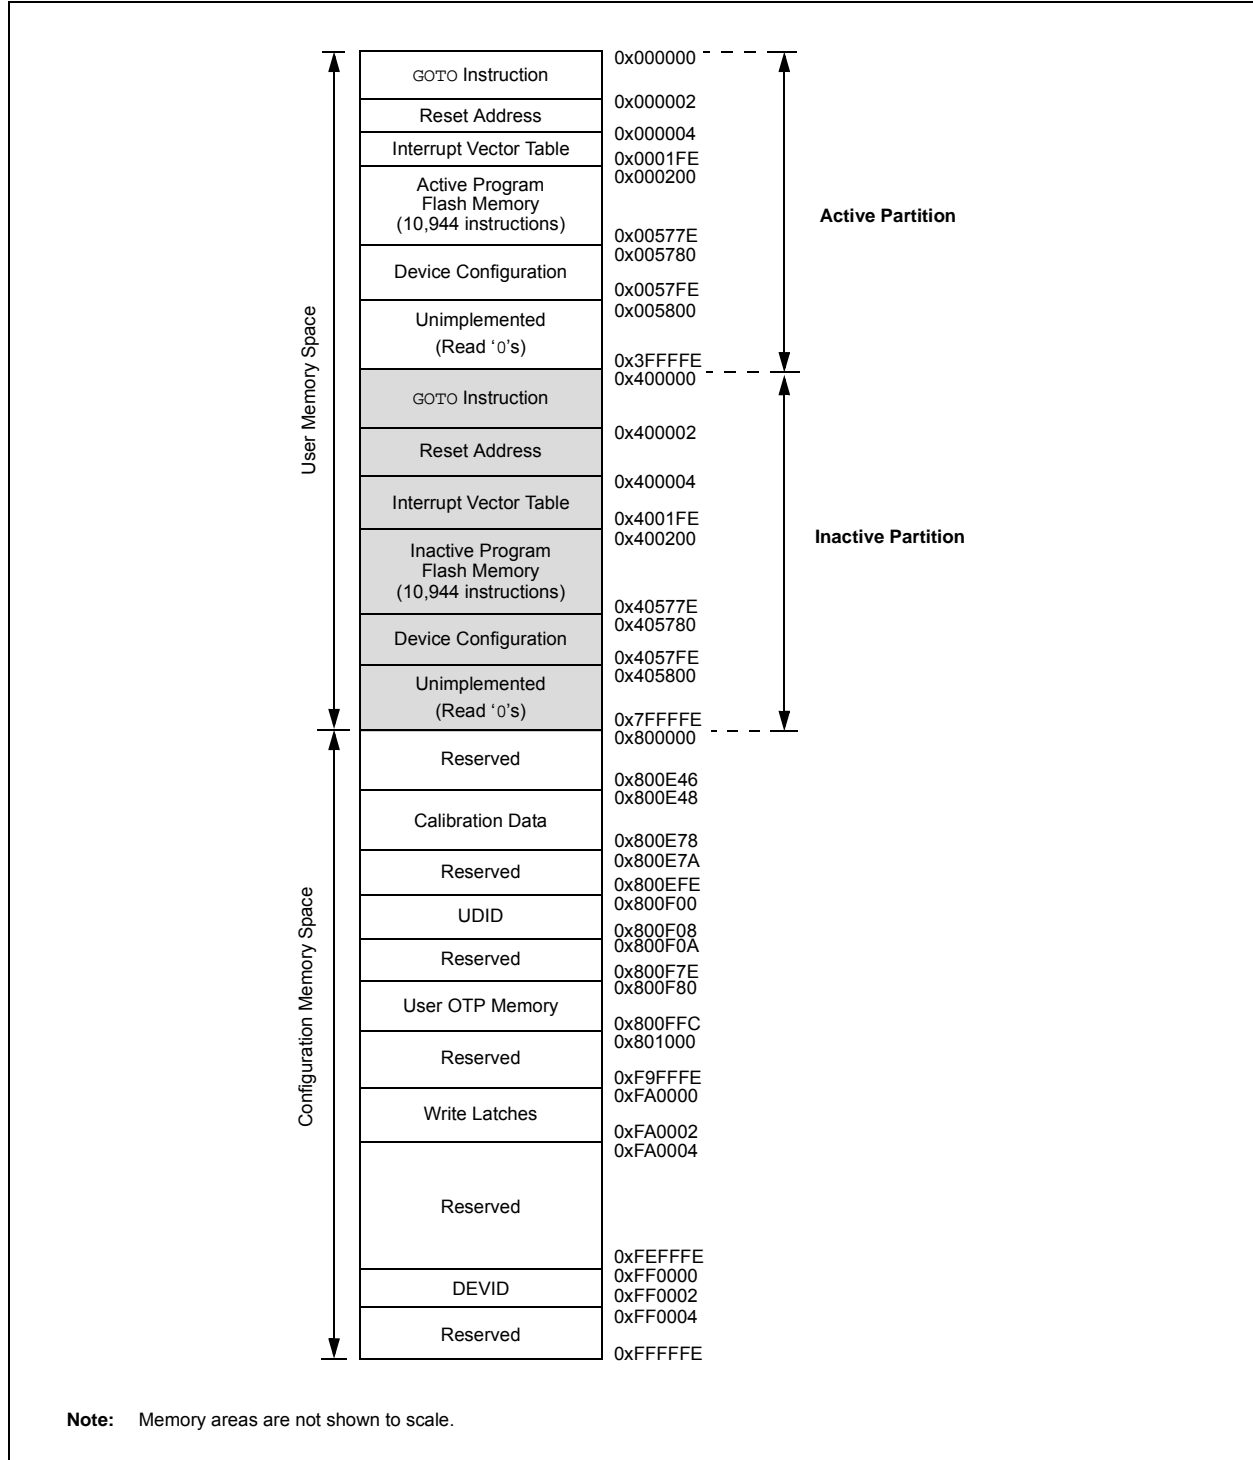 0x000000
GOTO Instruction
0x000002
Reset Address
0x000004
Interrupt Vector Table
0x0001FE
0x000200
Active Program
Flash Memory
(10,944 instructions)
Active Partition
0x00577E
0x005780
Device Configuration
0x0057FE
0x005800
Unimplemented
(Read ‘0’s)
0x3FFFFE
0x400000
User Memory Space
GOTO Instruction
0x400002
Reset Address
0x400004
Interrupt Vector Table
0x4001FE
0x400200
Inactive Partition
Inactive Program
Flash Memory
(10,944 instructions)
0x40577E
0x405780
Device Configuration
0x4057FE
0x405800
Unimplemented
(Read ‘0’s)
0x7FFFFE
0x800000
Reserved
0x800E46
0x800E48
Calibration Data
0x800E78
0x800E7A
Reserved
0x800EFE
0x800F00
UDID
0x800F08
0x800F0A
Reserved
0x800F7E
0x800F80
Configuration Memory Space
User OTP Memory
0x800FFC
0x801000
Reserved
0xF9FFFE
0xFA0000
Write Latches
0xFA0002
0xFA0004
Reserved
0xFEFFFE
0xFF0000
DEVID
0xFF0002
0xFF0004
Reserved
0xFFFFFE
Note: Memory areas are not shown to scale.